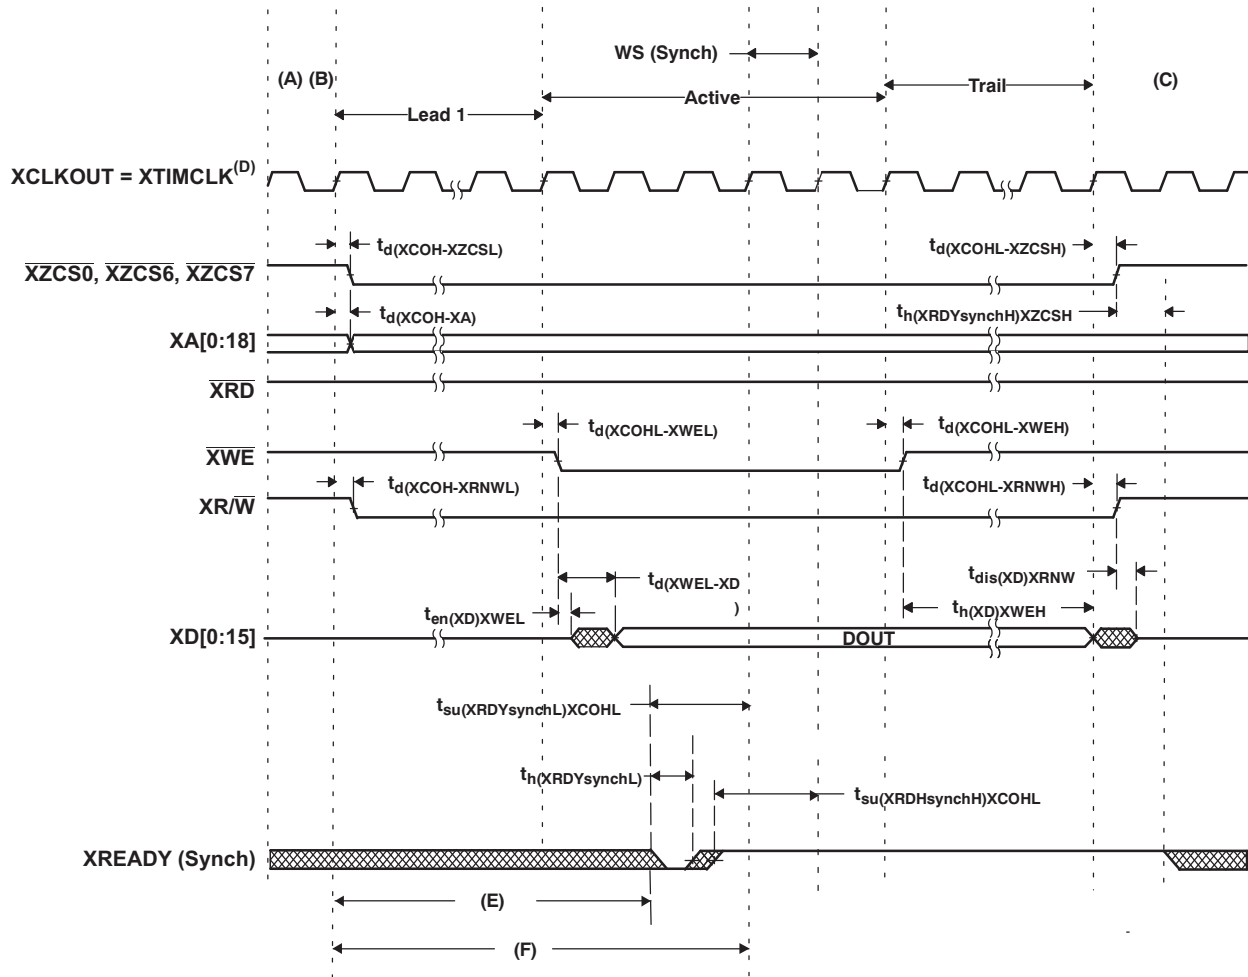 WS (Synch)
(A) (B)
(C)
Active
Trail
Lead 1
XCLKOUT = XTIMCLK(D)
td(XCOH-XZCSL)
td(XCOHL-XZCSH)
XZCS0, XZCS6, XZCS7
td(XCOH-XA)
th(XRDYsynchH)XZCSH
XA[0:18]
XRD
td(XCOHL-XWEL)
td(XCOHL-XWEH)
XWE
td(XCOH-XRNWL)
td(XCOHL-XRNWH)
XR/W
td(XWEL-XD
)
tdis(XD)XRNW
ten(XD)XWEL
th(XD)XWEH
XD[0:15]
DOUT
tsu(XRDYsynchL)XCOHL
th(XRDYsynchL)
tsu(XRDHsynchH)XCOHL
XREADY (Synch)
(E)
(F)